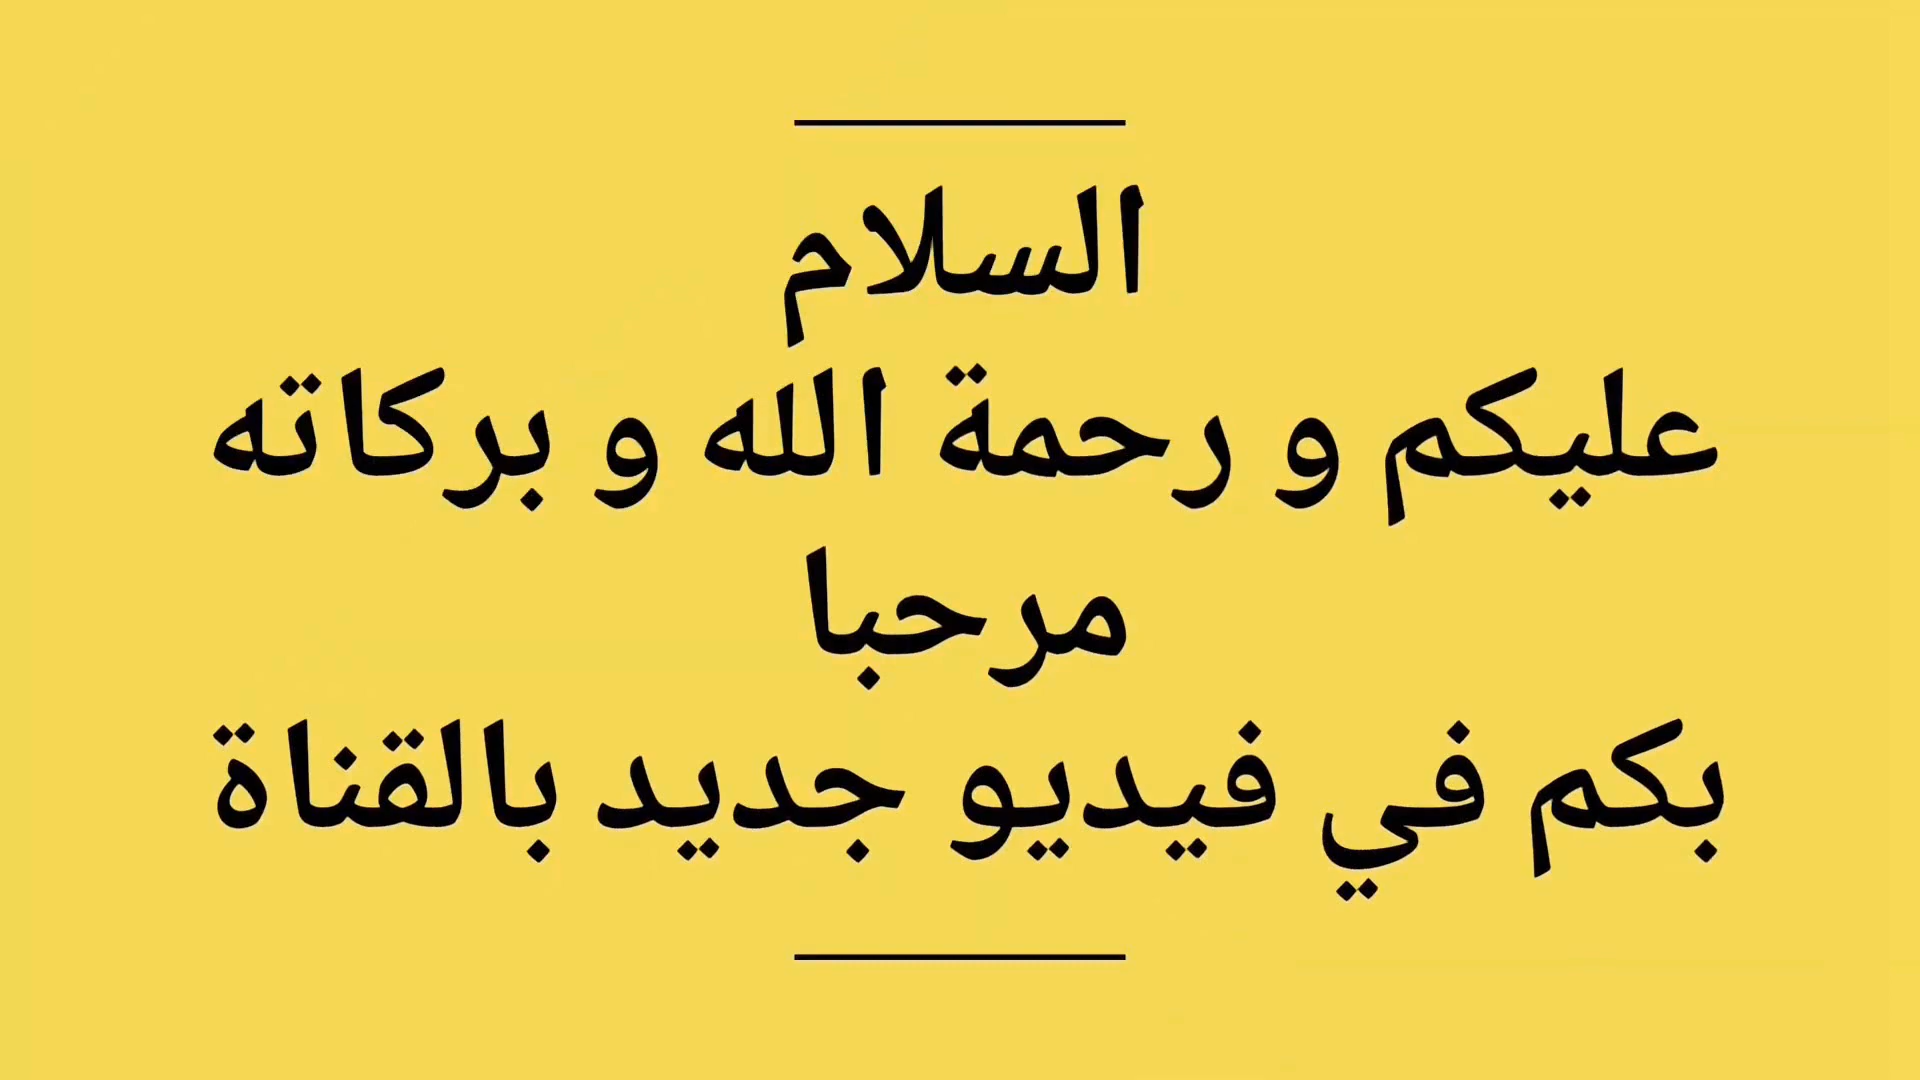 السلام
عليكم و رحمة الله و بركاته
مرحبا
بكم في فيديو جديد بالقناة